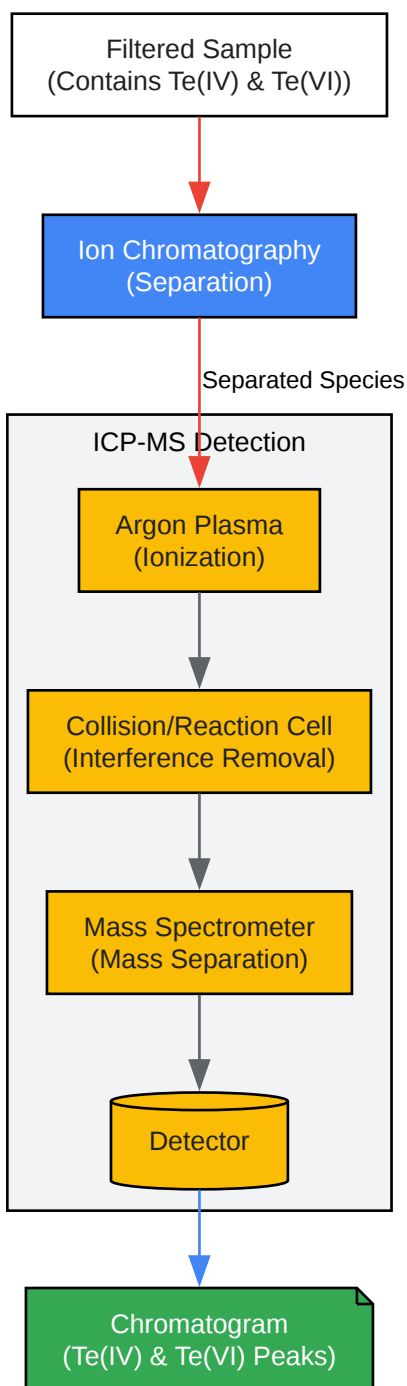 Filtered Sample
(Contains Te(IV) & Te(VI))
Ion Chromatography
(Separation)
Separated Species
ICP-MS Detection
Argon Plasma
(Ionization)
Collision/Reaction Cell
(Interference Removal)
Mass Spectrometer
(Mass Separation)
Detector
Chromatogram
(Te(IV) & Te(VI) Peaks)